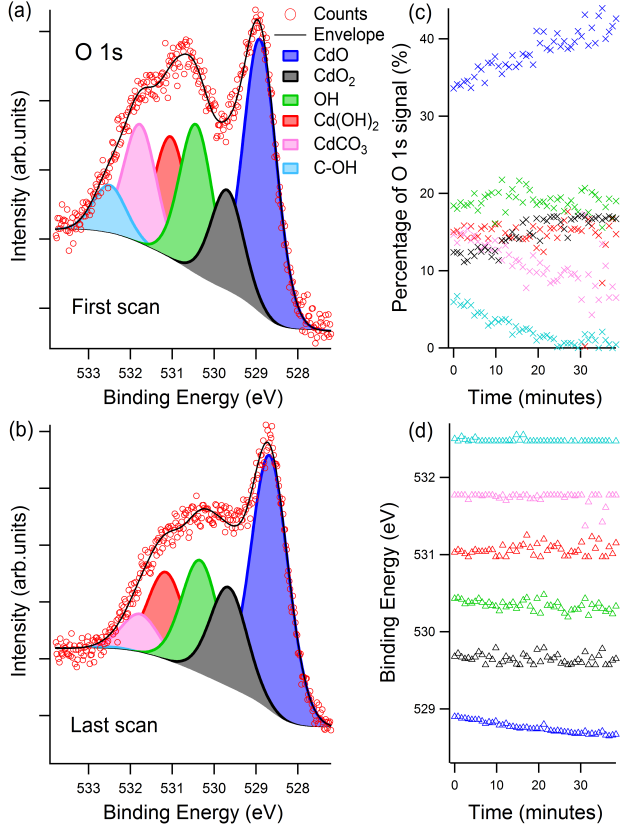 (a)
O 1s
Counts
Envelope
CdO
CdO₂
OH
Cd(OH)₂
CdCO₃
C-OH
First scan
Intensity (arb.units)
533 532 531 530 529 528
Binding Energy (eV)
(c)
Percentage of O 1s signal (%)
40
30
20
10
0
0 10 20 30
Time (minutes)
(b)
Intensity (arb.units)
Last scan
533 532 531 530 529 528
Binding Energy (eV)
(d)
Binding Energy (eV)
532
531
530
529
0 10 20 30
Time (minutes)